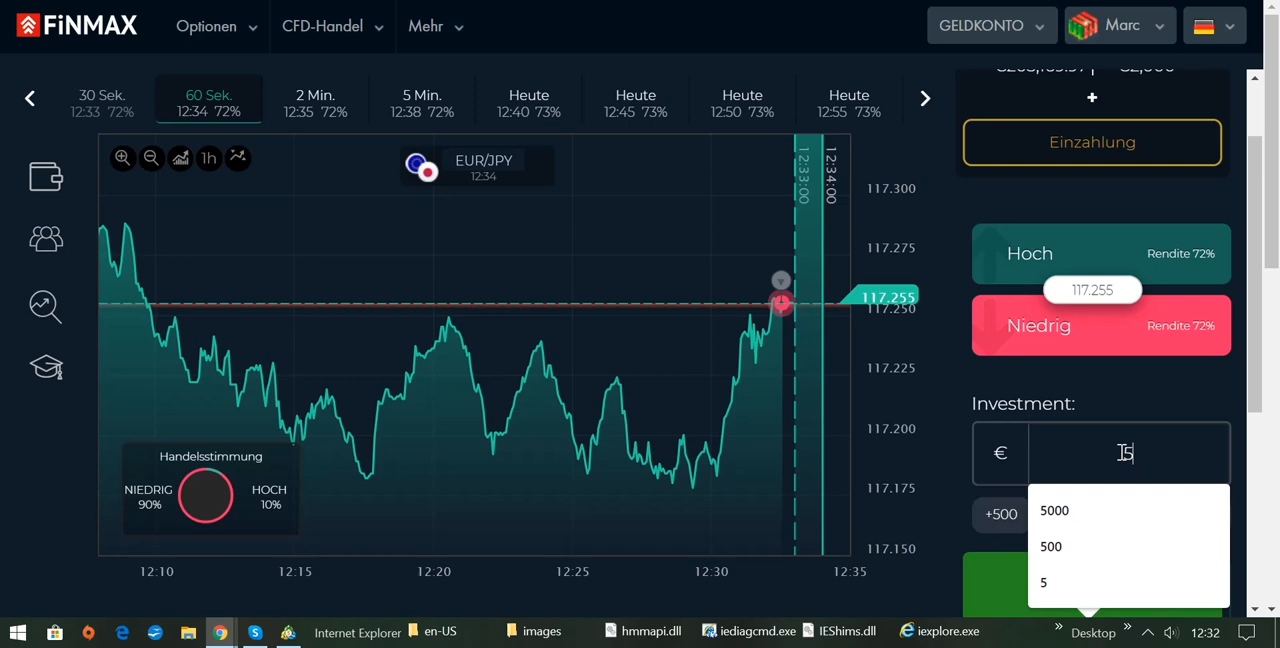 FiNMAX
Optionen
CFD-Handel
Mehr
GELDKONTO
Marc
30 Sek.
12:33 72%
60 Sek.
12:34 72%
2 Min.
12:35 72%
5 Min.
12:38 72%
Heute
12:40 73%
Heute
12:45 73%
Heute
12:50 73%
Heute
12:55 73%
+
Einzahlung
1h
EUR/JPY
12:34
12:33:00
12:34:00
117.300
117.275
117.255
117.250
117.225
117.200
117.175
117.150
Hoch
Rendite 72%
117.255
Niedrig
Rendite 72%
Investment:
€
5
+500
5000
500
5
Handelsstimmung
NIEDRIG
90%
HOCH
10%
12:10
12:15
12:20
12:25
12:30
12:35
Internet Explorer
en-US
images
hmmapi.dll
iediagcmd.exe
IEShims.dll
iexplore.exe
»
Desktop
»
12:32